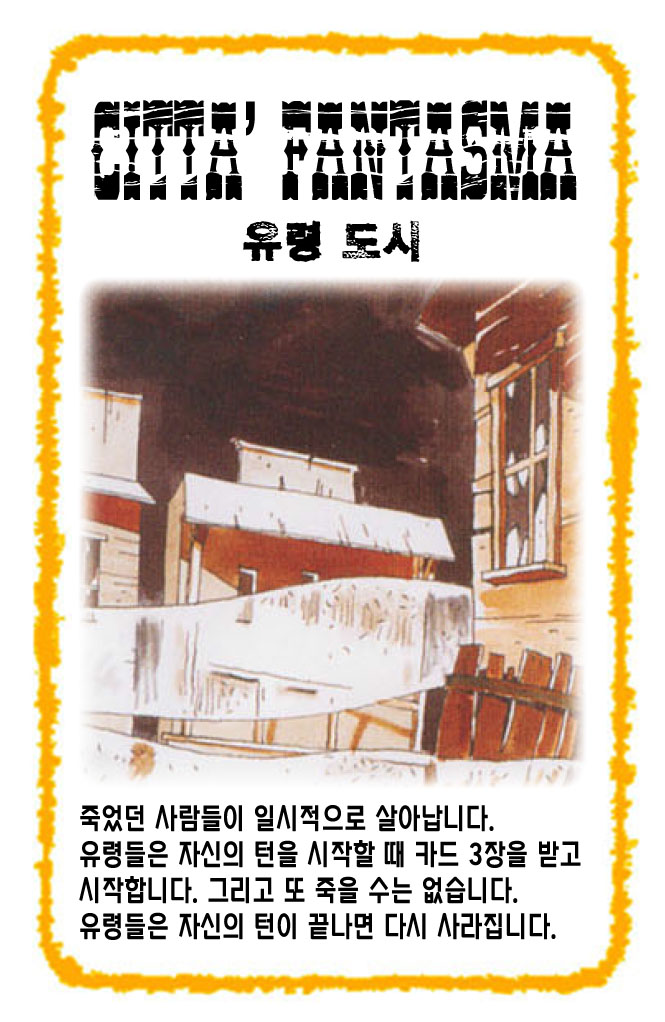 CITTA' FANTASMA
유령 도시
죽었던 사람들이 일시적으로 살아납니다.
유령들은 자신의 턴을 시작할 때 카드 3장을 받고
시작합니다. 그리고 또 죽을 수는 없습니다.
유령들은 자신의 턴이 끝나면 다시 사라집니다.